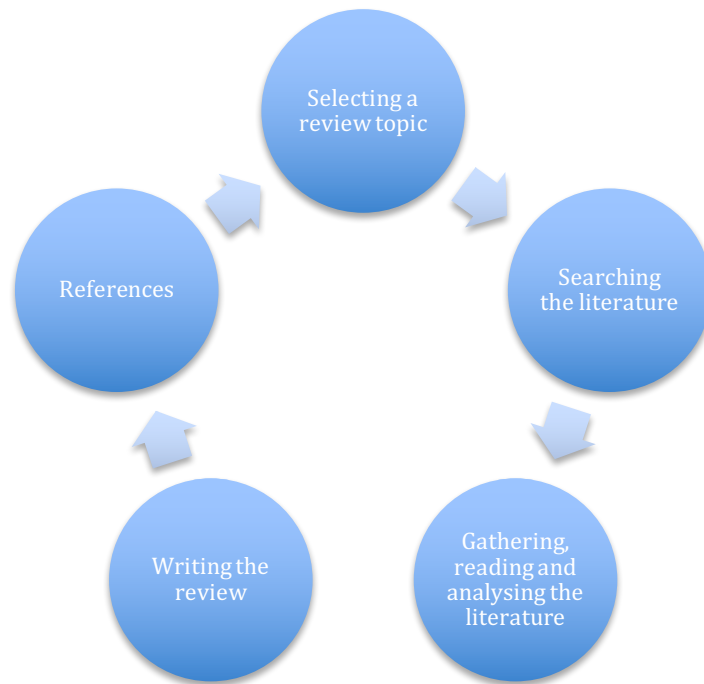 Selecting a
review topic
Searching
the literature
Gathering,
reading and
analysing the
literature
Writing the
review
References